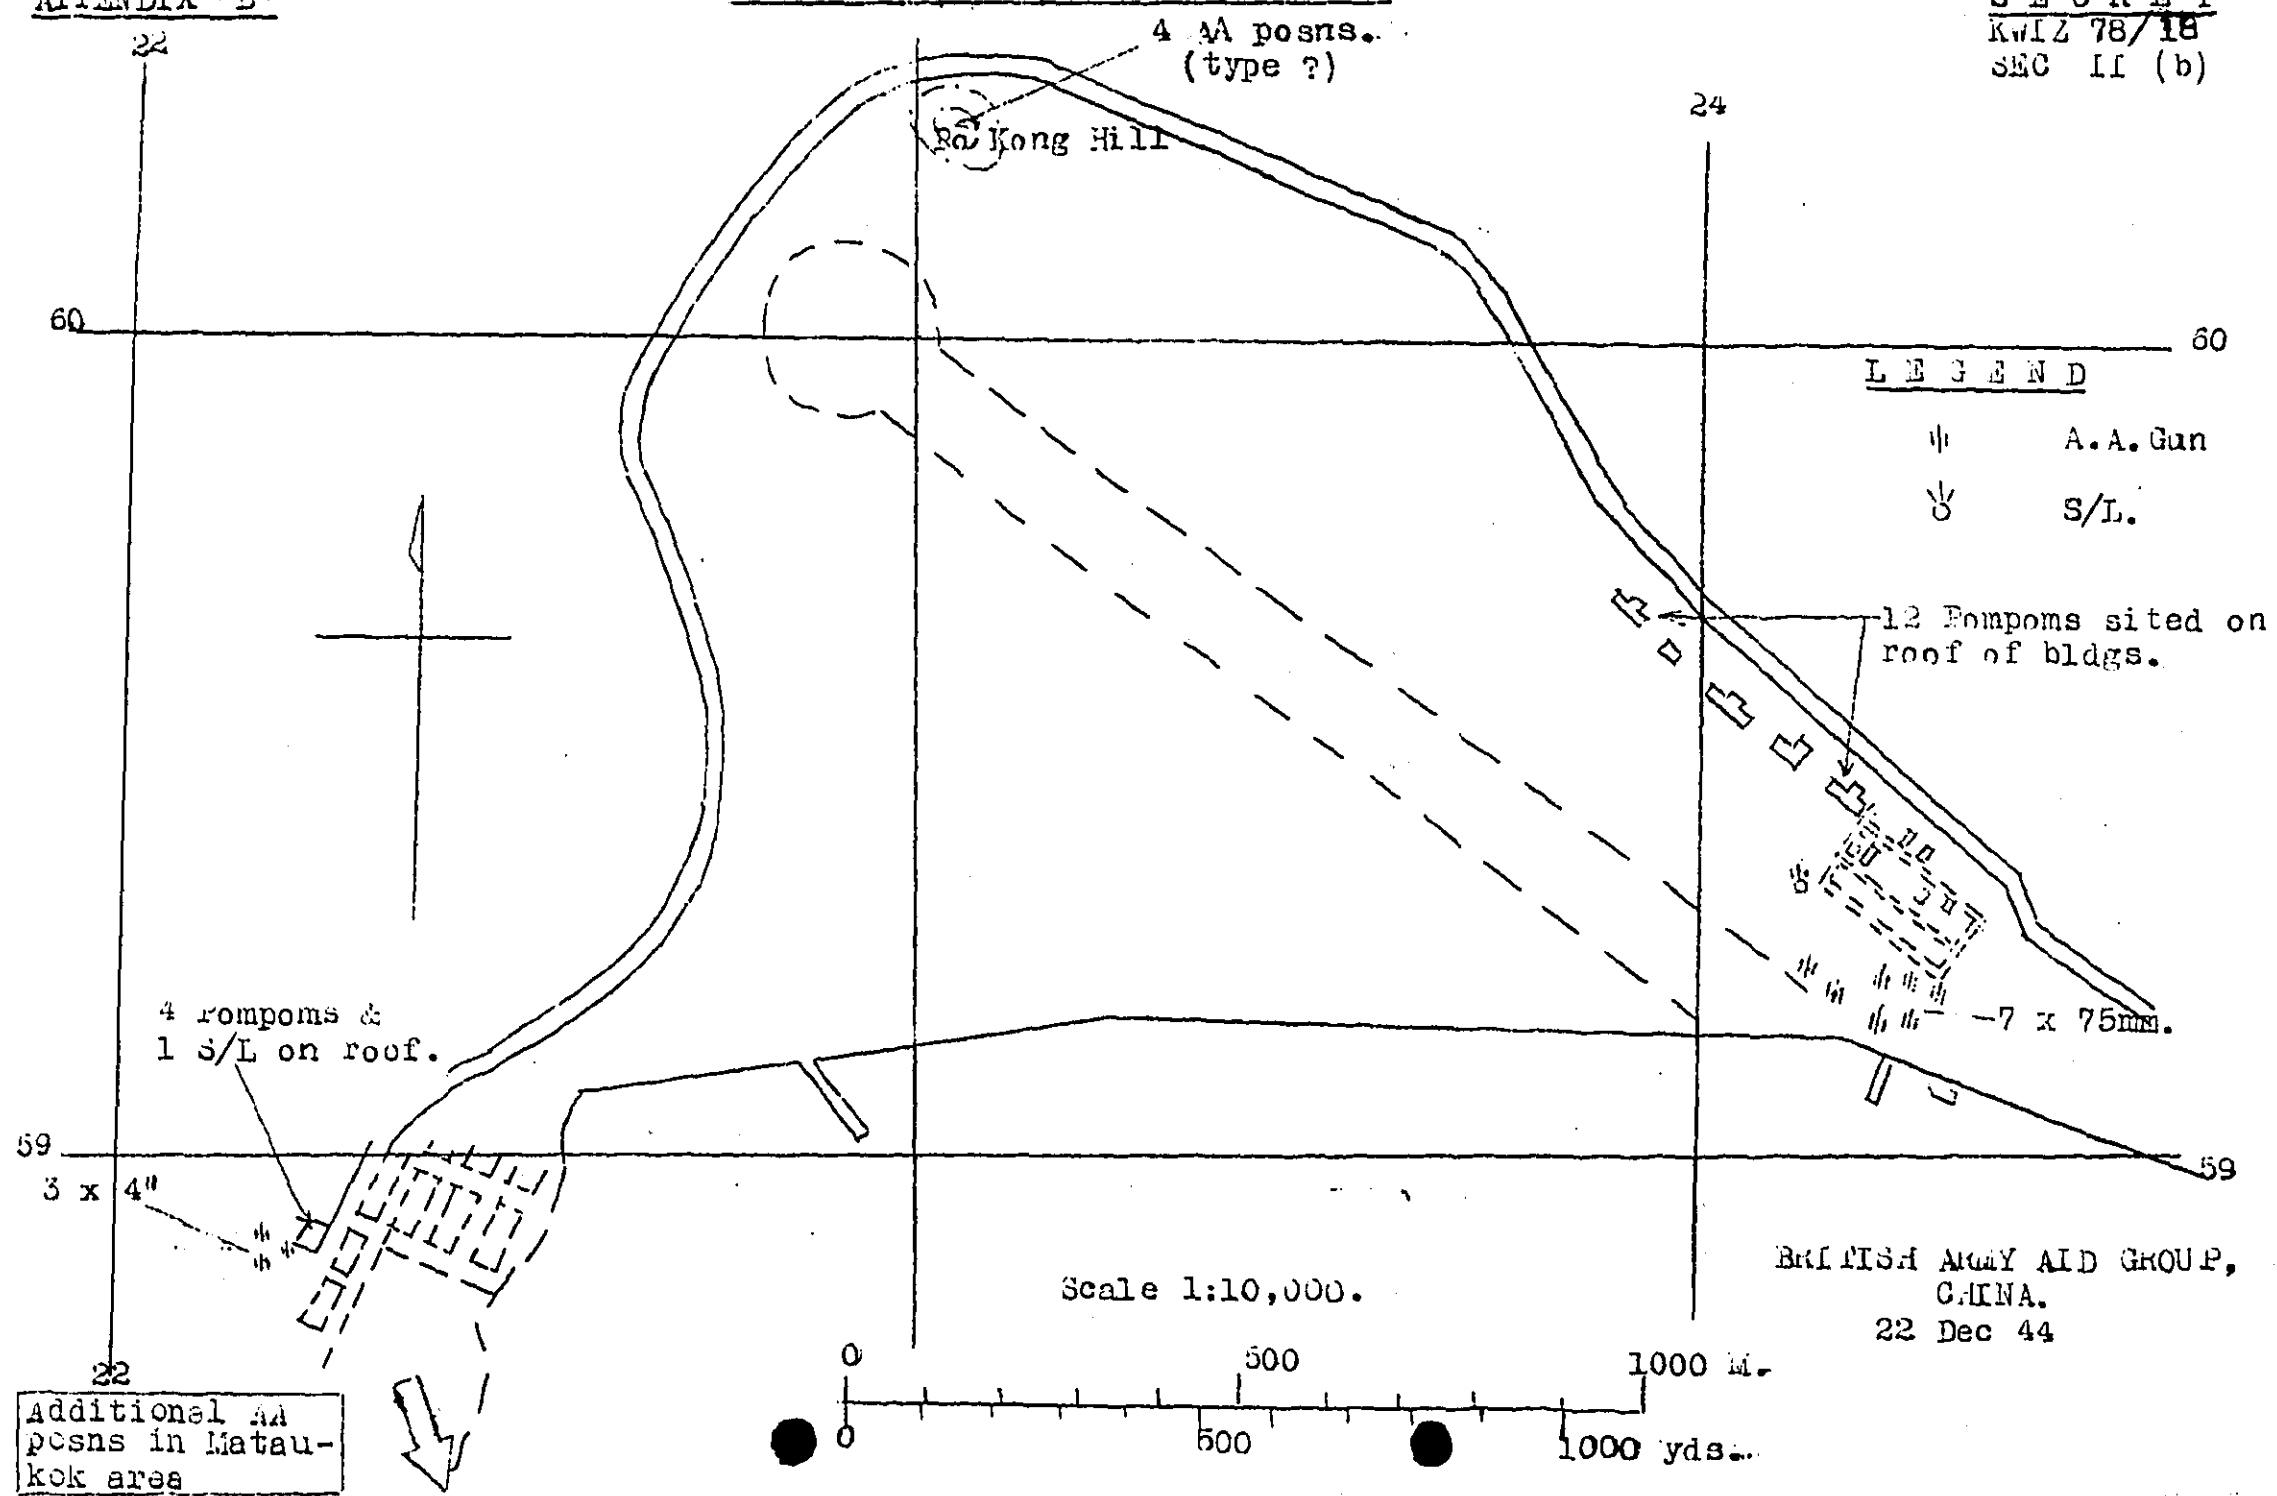 22
4 AA posns.
(type ?)
KWIZ 78/18
SEC II (b)
24
Kong Hill
60
60
L E G E N D
A.A.Gun
S/L.
12 Pompoms sited on
roof of bldgs.
4 Pompoms &
1 S/L on roof.
-7 x 75mm.
59
59
3 x 4"
Scale 1:10,000.
BRITISH ARMY AID GROUP,
CHINA.
22 Dec 44
22
0 500 1000 M.
0 500 1000 yds.
Additional AA
posns in Matau-
kok area